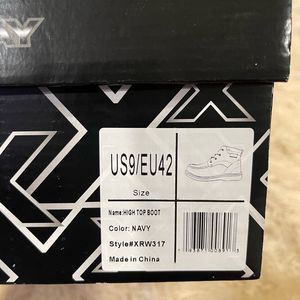 US9/EU42
Size
Name:HIGH TOP BOOT
Color: NAVY
Style#XRW317
Made in China